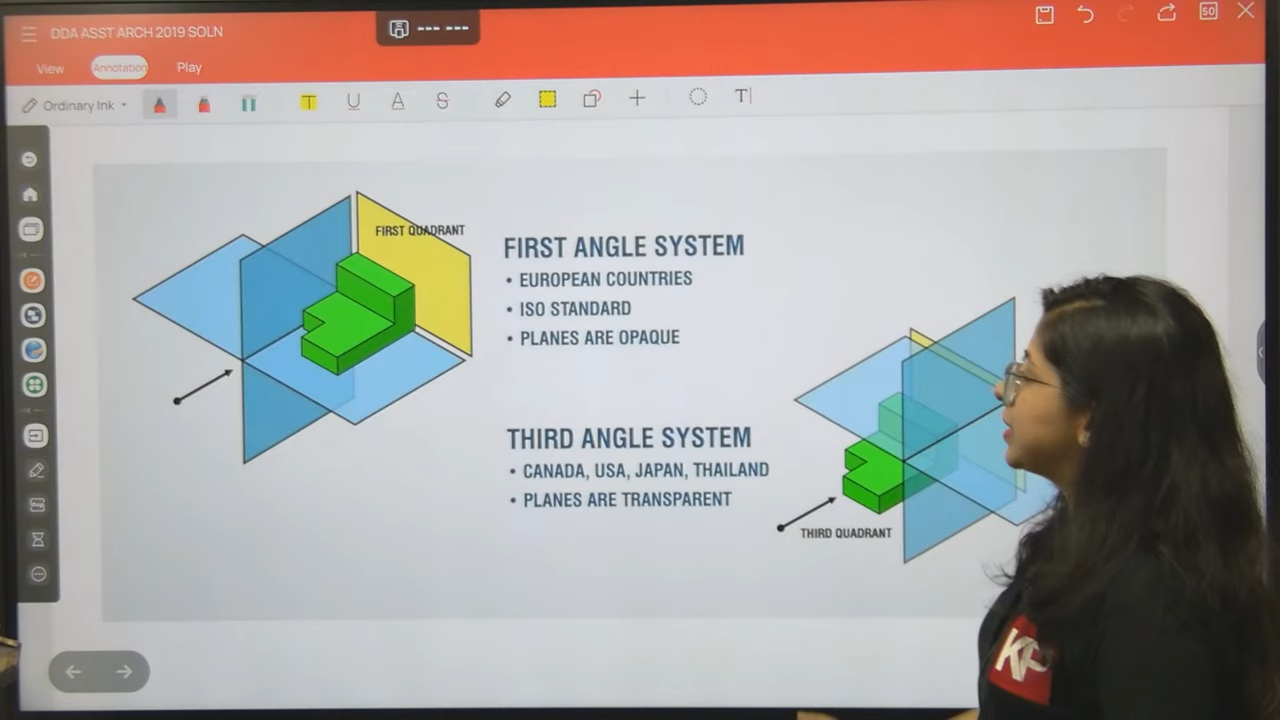 DDA ASST ARCH 2019 SOLN
50
View
Annotation
Play
Ordinary Ink
T
U
A
S
T
FIRST QUADRANT
FIRST ANGLE SYSTEM
• EUROPEAN COUNTRIES
• ISO STANDARD
• PLANES ARE OPAQUE
THIRD ANGLE SYSTEM
• CANADA, USA, JAPAN, THAILAND
• PLANES ARE TRANSPARENT
THIRD QUADRANT